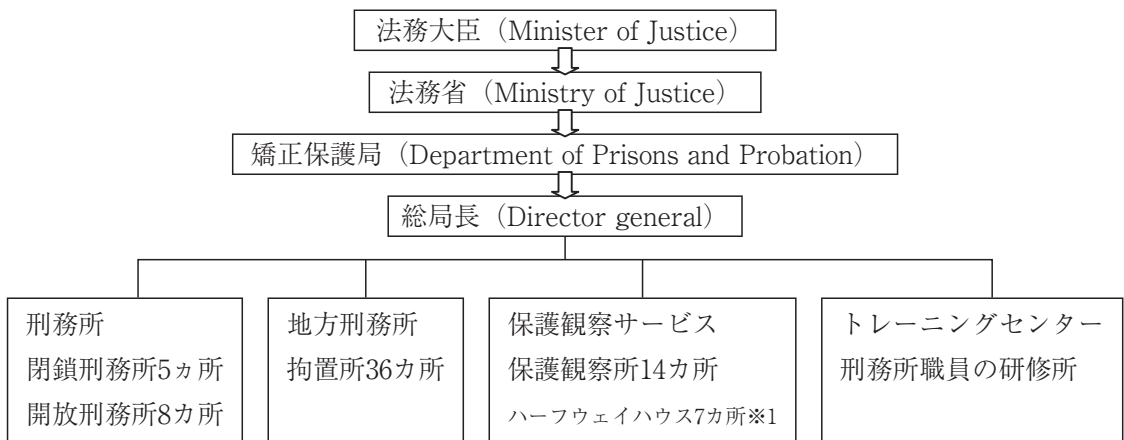 法務大臣（Minister of Justice）
法務省（Ministry of Justice）
矯正保護局（Department of Prisons and Probation）
総局長（Director general）
刑務所
閉鎖刑務所5ヵ所
開放刑務所8カ所
地方刑務所
拘置所36カ所
保護観察サービス
保護観察所14カ所
ハーフウェイハウス7カ所※1
トレーニングセンター
刑務所職員の研修所